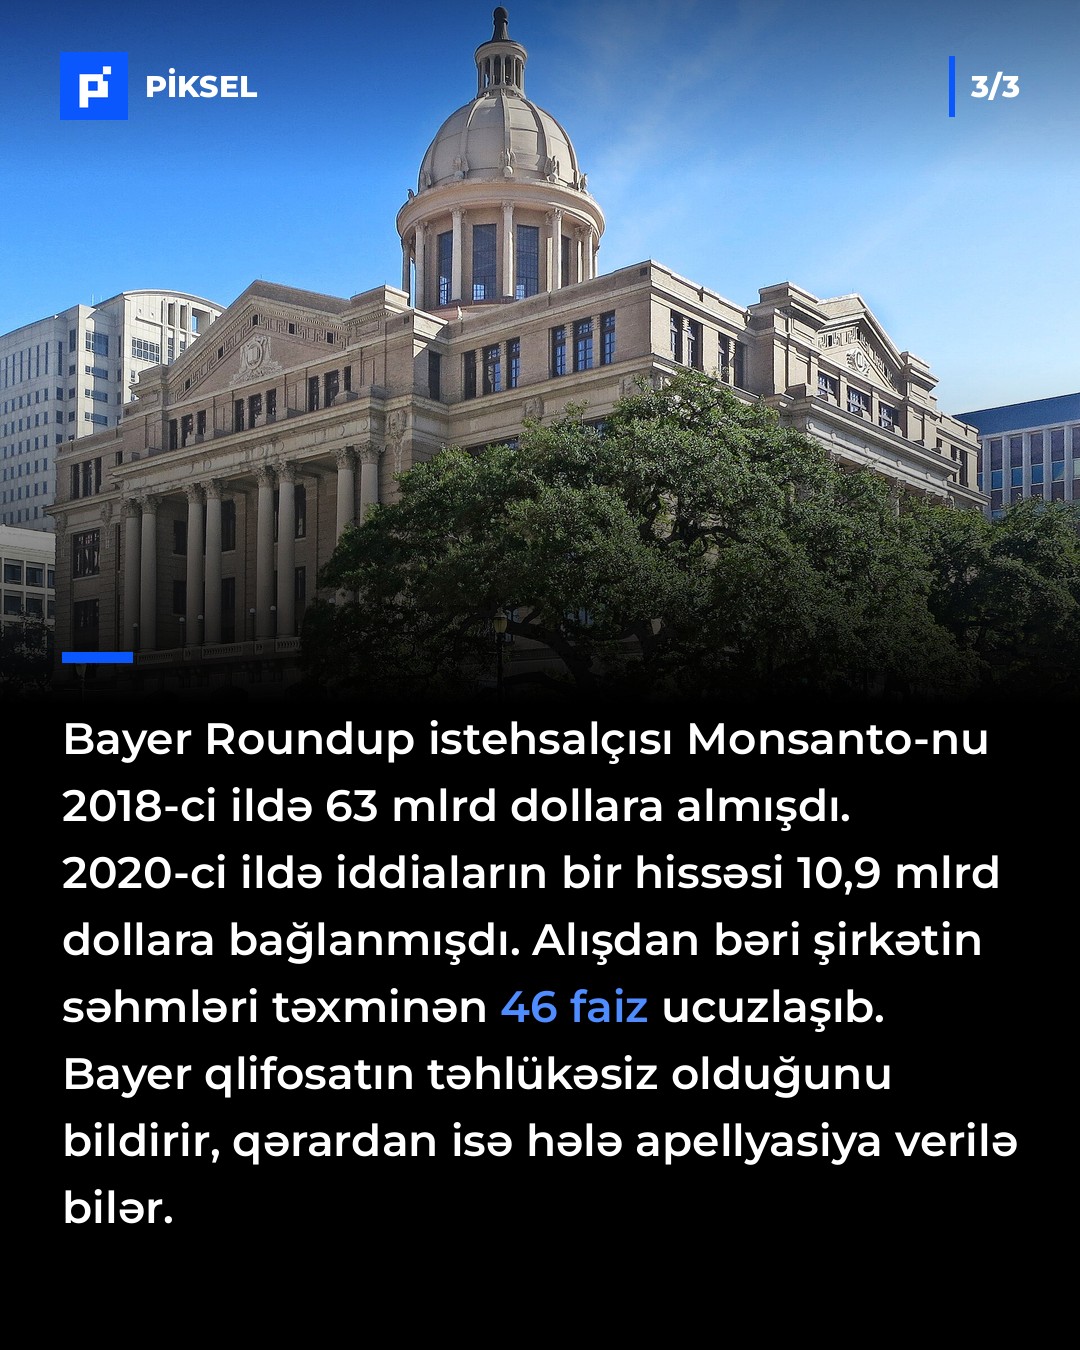 PİKSEL
3/3
Bayer Roundup istehsalçısı Monsanto-nu
2018-ci ildə 63 mlrd dollara almışdı.
2020-ci ildə iddiaların bir hissəsi 10,9 mlrd
dollara bağlanmışdı. Alışdan bəri şirkətin
səhmləri təxminən 46 faiz ucuzlaşıb.
Bayer qlifosatın təhlükəsiz olduğunu
bildirir, qərardan isə hələ apellyasiya verilə
bilər.